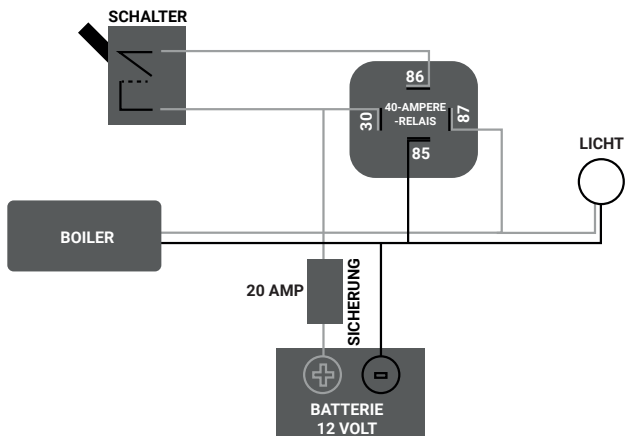 SCHALTER
86
40-AMPERE
-RELAIS
30
87
85
LICHT
BOILER
20 AMP
SICHERUNG
BATTERIE
12 VOLT